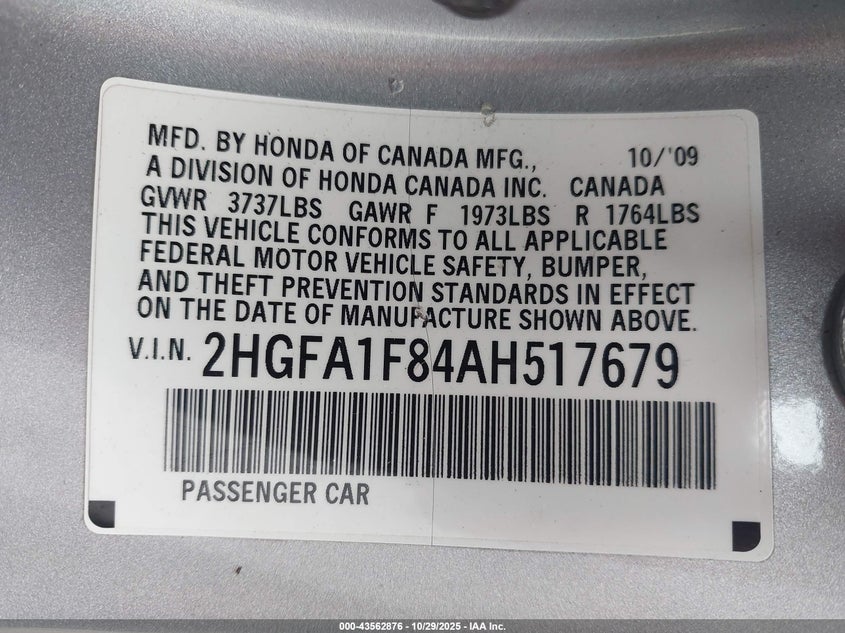 MFD. BY HONDA OF CANADA MFG., 10/'09
A DIVISION OF HONDA CANADA INC. CANADA
GVWR 3737LBS GAWR F 1973LBS R 1764LBS
THIS VEHICLE CONFORMS TO ALL APPLICABLE
FEDERAL MOTOR VEHICLE SAFETY, BUMPER,
AND THEFT PREVENTION STANDARDS IN EFFECT
ON THE DATE OF MANUFACTURE SHOWN ABOVE.
V.I.N. 2HGFA1F84AH517679
PASSENGER CAR
000-43562876 - 10/29/2025 - IAA Inc.